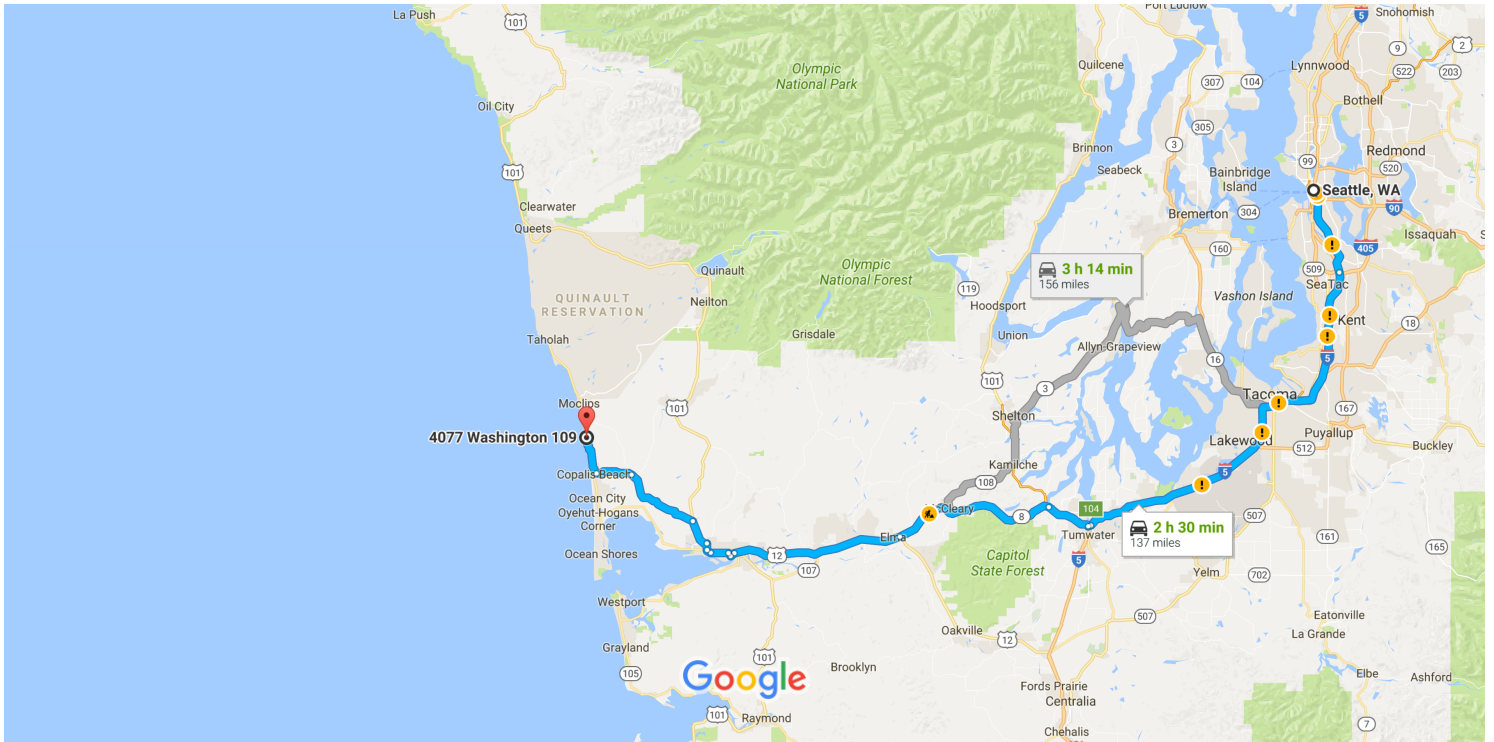 La Push
101
Port Ludlow
5
Snohomish
9
2
Quilcene
Lynnwood
522
203
Olympic
National Park
307
104
Oil City
Bothell
305
3
99
Redmond
Brinnon
520
101
Seabeck
Bainbridge
Island
Seattle, WA
Clearwater
Bremerton
304
90
Queets
160
405
Issaquah
Quinault
Olympic
National Forest
3 h 14 min
156 miles
509
SeaTac
119
QUINAULT
RESERVATION
Neilton
Hoodsport
Vashon Island
Kent
18
Taholah
Grisdale
Union
Allyn-Grapeview
16
5
101
3
Moclips
101
Tacoma
167
Shelton
4077 Washington 109
Lakewood
Puyallup
512
Buckley
Kamilche
5
Copalis Beach
108
Ocean City
Oyehut-Hogans
Corner
McCleary
8
104
507
2 h 30 min
137 miles
Elma
Tumwater
161
165
Ocean Shores
12
107
Capitol
State Forest
5
Yelm
702
Westport
507
Eatonville
Oakville
12
La Grande
Grayland
101
Brooklyn
105
Google
Elbe
Ashford
Fords Prairie
Centralia
101
Raymond
7
Chehalis